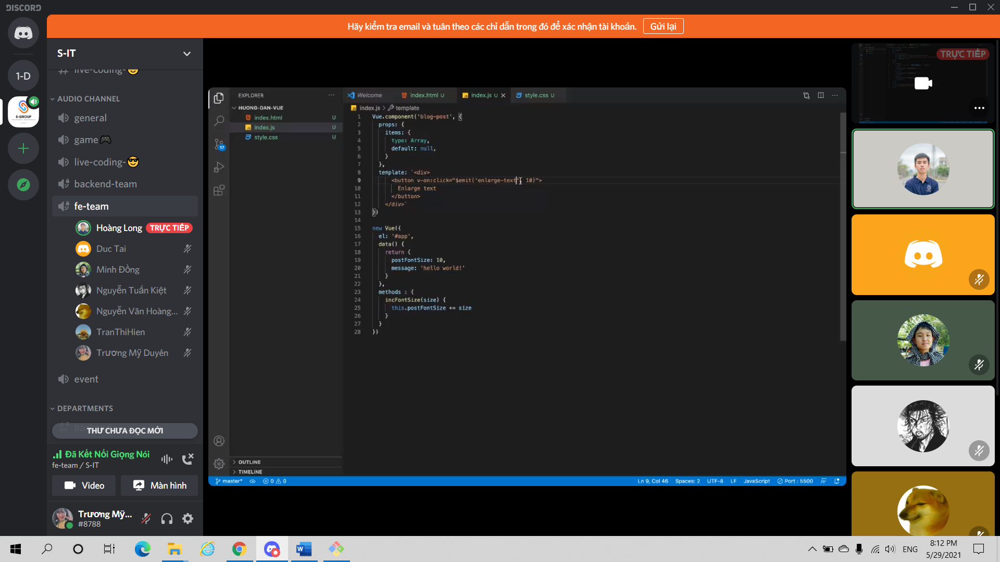 DISCORD
Hãy kiểm tra email và tuân theo các chỉ dẫn trong đó để xác nhận tài khoản.
Gửi lại
S-IT
live-coding-
1-D
S-GROUP
AUDIO CHANNEL
general
game
live-coding-
backend-team
fe-team
Hoàng Long TRỰC TIẾP
Duc Tai
Minh Đồng
Nguyễn Tuấn Kiệt
Nguyễn Văn Hoàng...
TranThiHien
Trương Mỹ Duyên
event
DEPARTMENTS
THƯ CHƯA ĐỌC MỚI
Đã Kết Nối Giọng Nói
fe-team / S-IT
Video
Màn hình
Trương Mỹ...
#8788
EXPLORER
HUONG-DAN-VUE
index.html U
index.js U
style.css U
17
OUTLINE
TIMELINE
Welcome
index.html U
index.js U
style.css U
index.js > template
1 Vue.component('blog-post', {
2 props: {
3 items: {
4 type: Array,
5 default: null,
6 }
7 },
8 template: `<div>
9 <button v-on:click="$emit('enlarge-text', 10)">
10 Enlarge text
11 </button>
12 </div>`
13 })
14
15 new Vue({
16 el: '#app',
17 data() {
18 return {
19 postFontSize: 10,
20 message: 'hello world!'
21 }
22 },
23 methods : {
24 incFontSize(size) {
25 this.postFontSize += size
26 }
27 }
28 })
master* 0 0
Ln 9, Col 46 Spaces: 2 UTF-8 LF JavaScript Port : 5500
TRỰC TIẾP
ENG
8:12 PM
5/29/2021